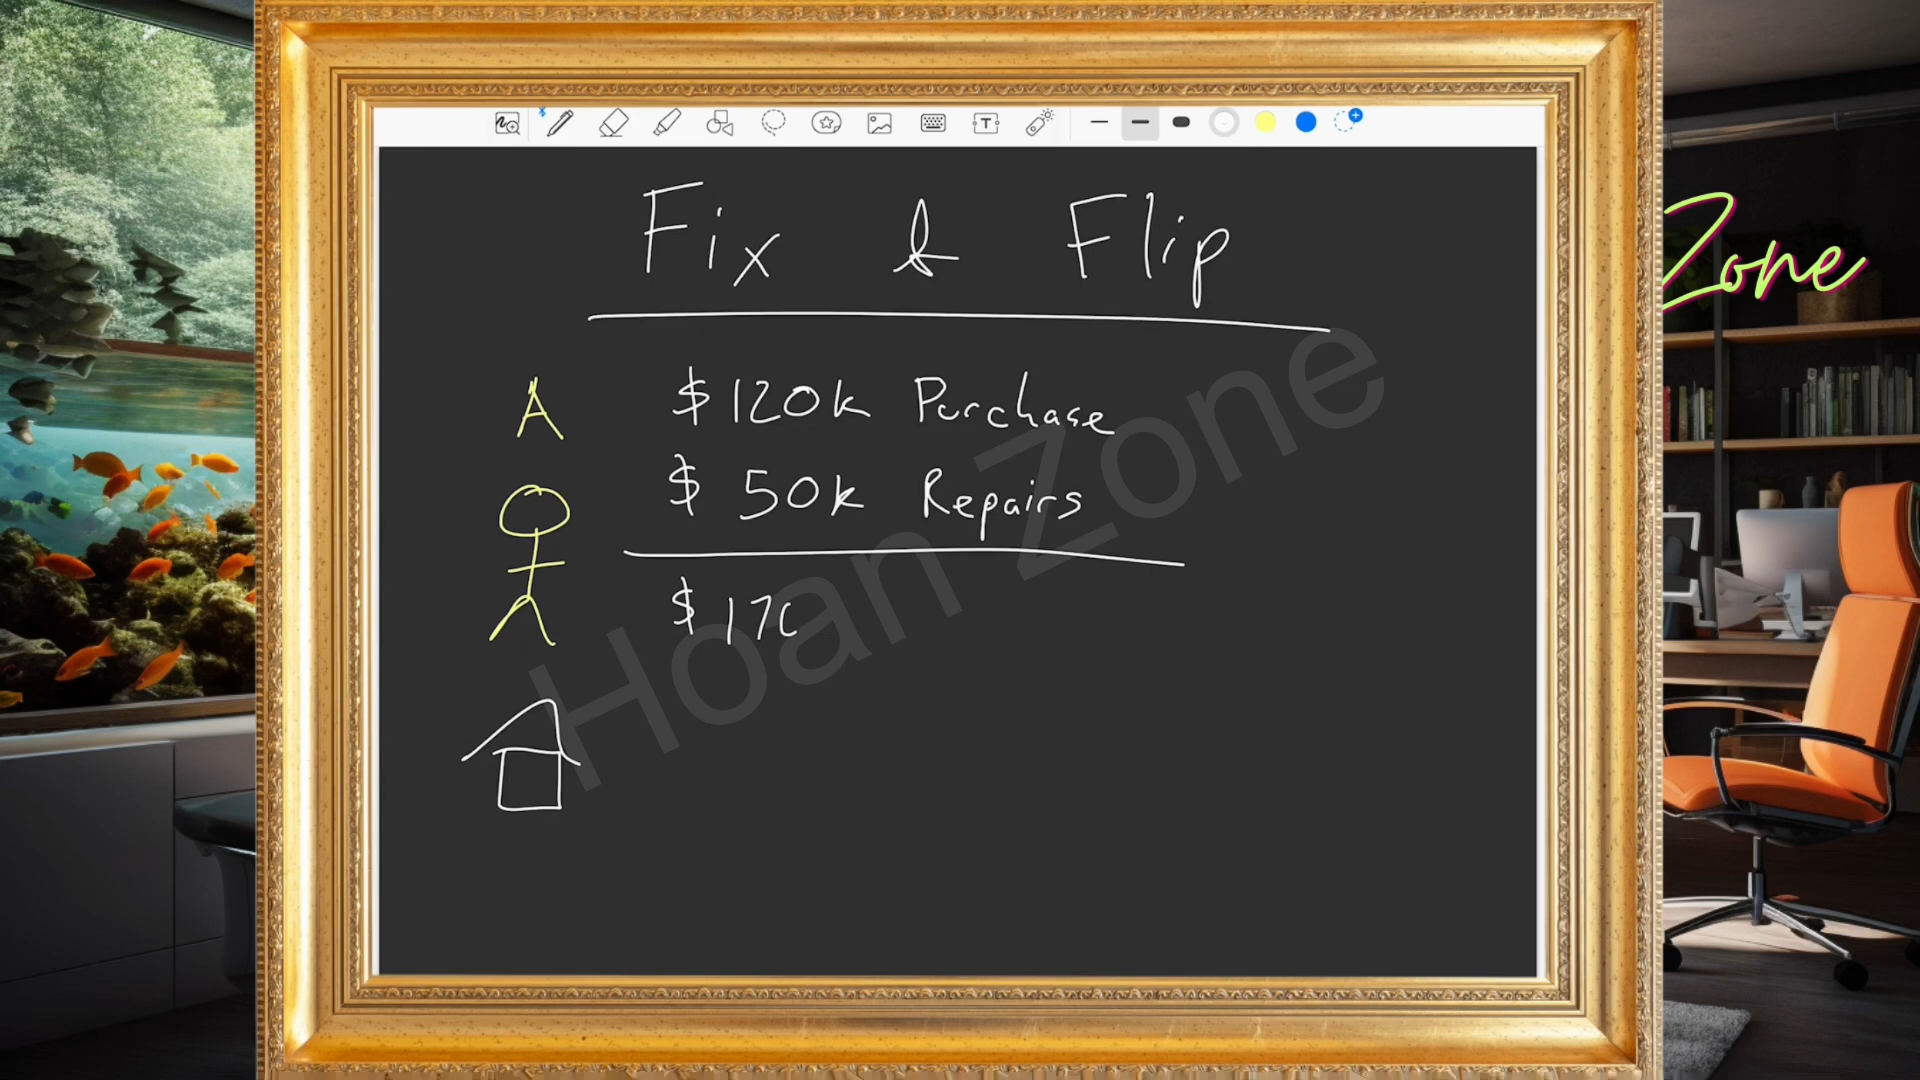 Fix & Flip
A $120k Purchase
$ 50k Repairs
$ 170
Hoan Zone
Zone
T